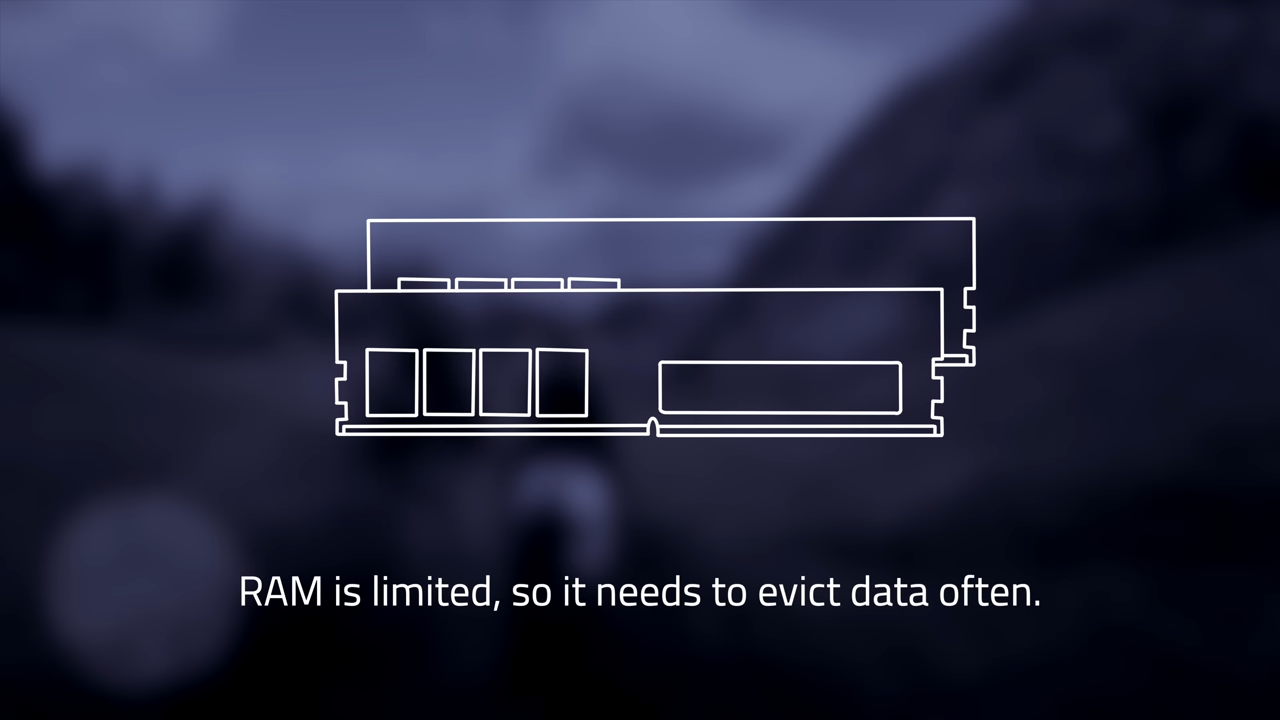 RAM is limited, so it needs to evict data often.